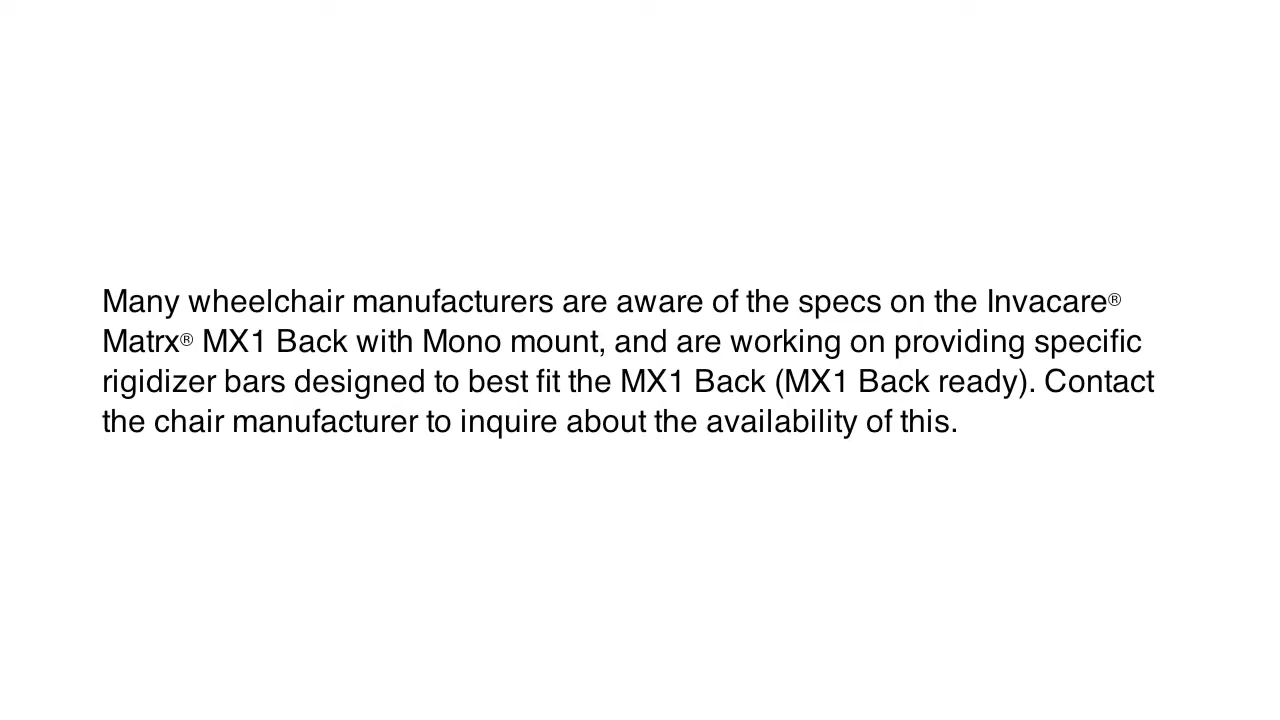 Many wheelchair manufacturers are aware of the specs on the Invacare®
Matrx® MX1 Back with Mono mount, and are working on providing specific
rigidizer bars designed to best fit the MX1 Back (MX1 Back ready). Contact
the chair manufacturer to inquire about the availability of this.